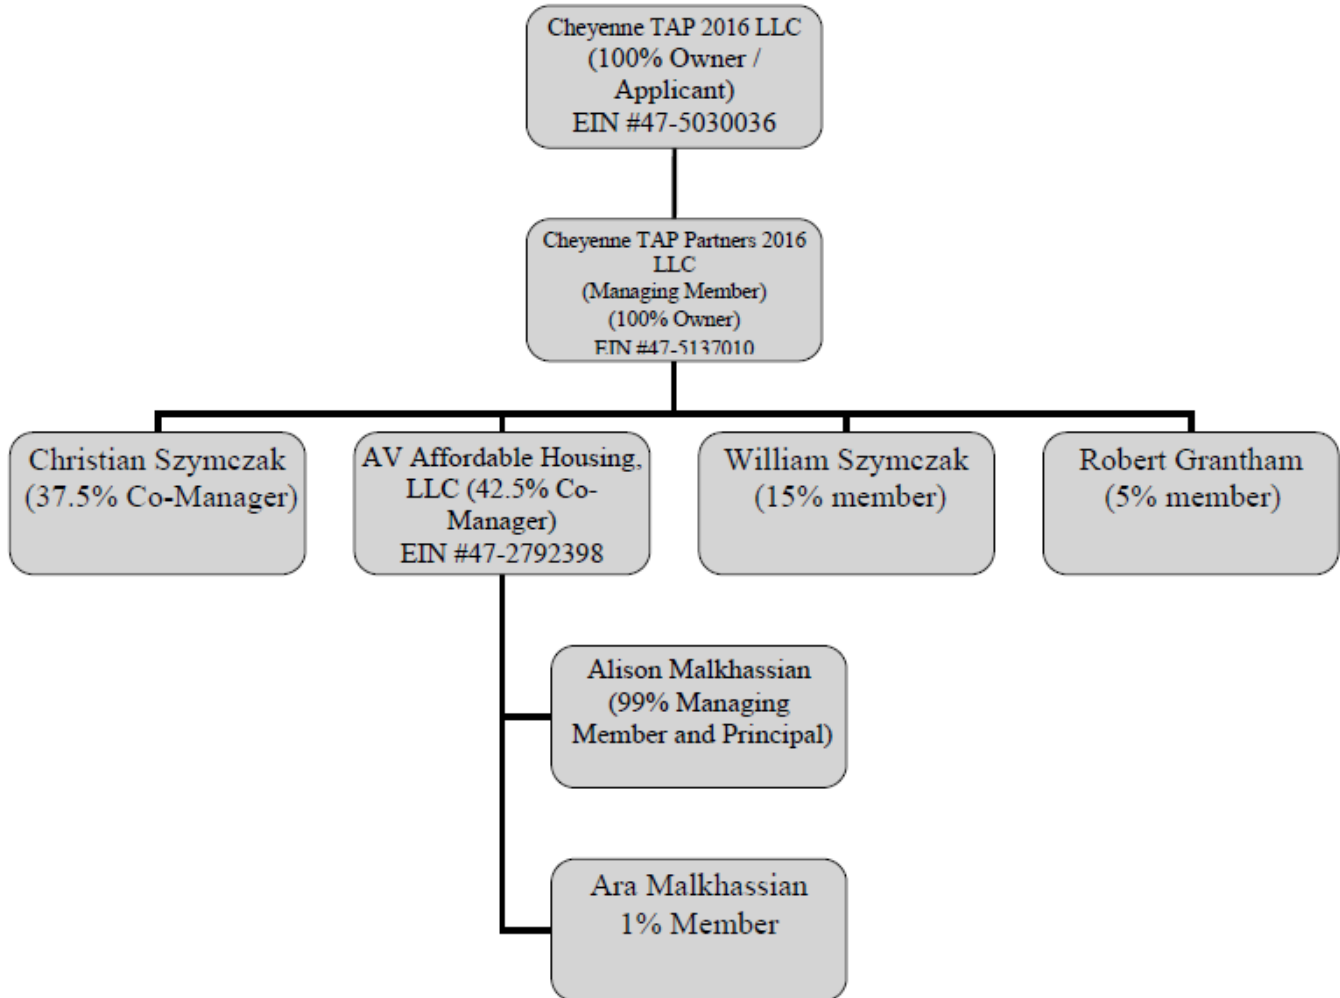 Cheyenne TAP 2016 LLC
(100% Owner /
Applicant)
EIN #47-5030036
Cheyenne TAP Partners 2016
LLC
(Managing Member)
(100% Owner)
EIN #47-5137010
Christian Szymczak
(37.5% Co-Manager)
AV Affordable Housing,
LLC (42.5% Co-
Manager)
EIN #47-2792398
William Szymczak
(15% member)
Robert Grantham
(5% member)
Alison Malkhassian
(99% Managing
Member and Principal)
Ara Malkhassian
1% Member